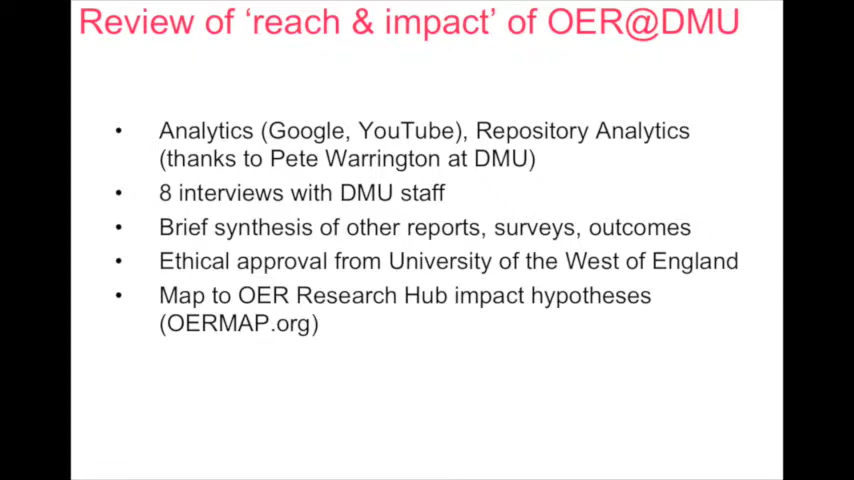 Review of ‘reach & impact’ of OER@DMU
• Analytics (Google, YouTube), Repository Analytics
(thanks to Pete Warrington at DMU)
• 8 interviews with DMU staff
• Brief synthesis of other reports, surveys, outcomes
• Ethical approval from University of the West of England
• Map to OER Research Hub impact hypotheses
(OERMAP.org)